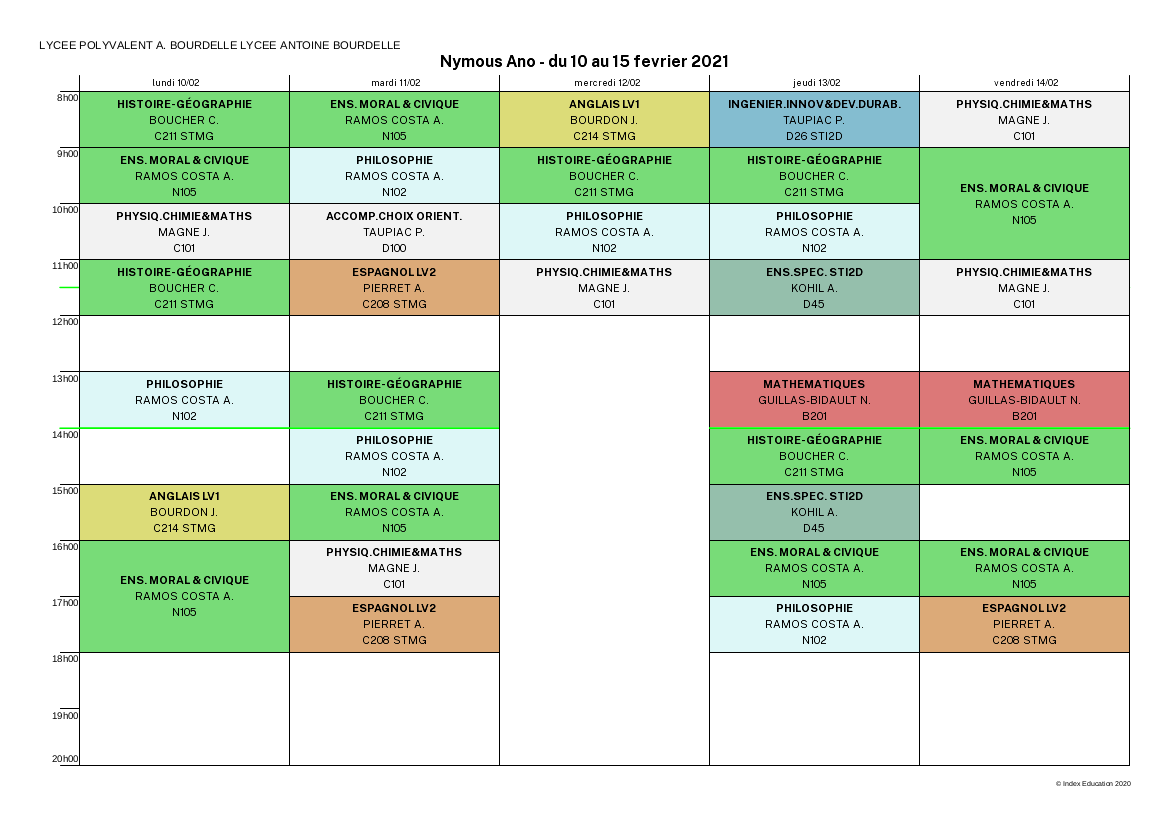 LYCEE POLYVALENT A. BOURDELLE LYCEE ANTOINE BOURDELLE
Nymous Ano - du 10 au 15 fevrier 2021
lundi 10/02 mardi 11/02 mercredi 12/02 jeudi 13/02 vendredi 14/02
8h00
HISTOIRE-GÉOGRAPHIE ENS. MORAL & CIVIQUE ANGLAIS LV1 INGENIER.INNOV&DEV.DURAB. PHYSIQ.CHIMIE&MATHS
BOUCHER C. RAMOS COSTA A. BOURDON J. TAUPIAC P. MAGNE J.
C211 STMG N105 C214 STMG D26 STI2D C101
9h00
ENS. MORAL & CIVIQUE PHILOSOPHIE HISTOIRE-GÉOGRAPHIE HISTOIRE-GÉOGRAPHIE
RAMOS COSTA A. RAMOS COSTA A. BOUCHER C. BOUCHER C.
N105 N102 C211 STMG C211 STMG
ENS. MORAL & CIVIQUE
RAMOS COSTA A.
N105
10h00
PHYSIQ.CHIMIE&MATHS ACCOMP.CHOIX ORIENT. PHILOSOPHIE PHILOSOPHIE
MAGNE J. TAUPIAC P. RAMOS COSTA A. RAMOS COSTA A.
C101 D100 N102 N102
11h00
HISTOIRE-GÉOGRAPHIE ESPAGNOL LV2 PHYSIQ.CHIMIE&MATHS ENS.SPEC. STI2D PHYSIQ.CHIMIE&MATHS
BOUCHER C. PIERRET A. MAGNE J. KOHIL A. MAGNE J.
C211 STMG C208 STMG C101 D45 C101
12h00
13h00
PHILOSOPHIE HISTOIRE-GÉOGRAPHIE MATHEMATIQUES MATHEMATIQUES
RAMOS COSTA A. BOUCHER C. GUILLAS-BIDAULT N. GUILLAS-BIDAULT N.
N102 C211 STMG B201 B201
14h00
PHILOSOPHIE HISTOIRE-GÉOGRAPHIE ENS. MORAL & CIVIQUE
RAMOS COSTA A. BOUCHER C. RAMOS COSTA A.
N102 C211 STMG N105
15h00
ANGLAIS LV1 ENS. MORAL & CIVIQUE ENS.SPEC. STI2D
BOURDON J. RAMOS COSTA A. KOHIL A.
C214 STMG N105 D45
16h00
PHYSIQ.CHIMIE&MATHS ENS. MORAL & CIVIQUE ENS. MORAL & CIVIQUE
MAGNE J. RAMOS COSTA A. RAMOS COSTA A.
C101 N105 N105
ENS. MORAL & CIVIQUE
RAMOS COSTA A.
N105
17h00
ESPAGNOL LV2 PHILOSOPHIE ESPAGNOL LV2
PIERRET A. RAMOS COSTA A. PIERRET A.
C208 STMG N102 C208 STMG
18h00
19h00
20h00
© Index Education 2020